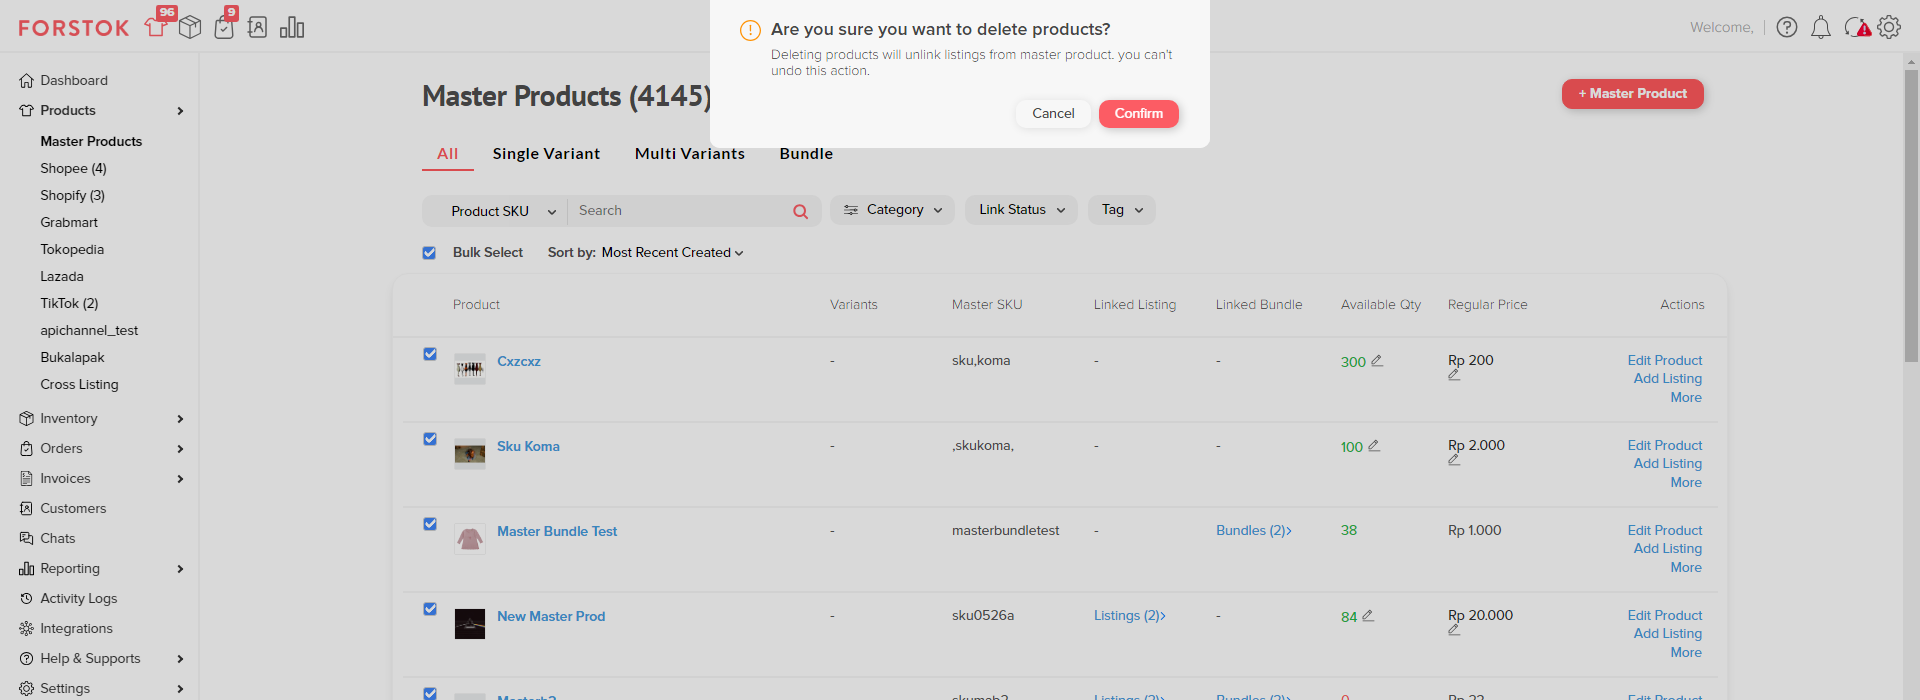 FORSTOK
96
9
Welcome,
Are you sure you want to delete products?
Deleting products will unlink listings from master product. you can't
undo this action.
Cancel
Confirm
Dashboard
Products
Master Products
Shopee (4)
Shopify (3)
Grabmart
Tokopedia
Lazada
TikTok (2)
apichannel_test
Bukalapak
Cross Listing
Inventory
Orders
Invoices
Customers
Chats
Reporting
Activity Logs
Integrations
Help & Supports
Settings
Master Products (4145)
+ Master Product
All Single Variant Multi Variants Bundle
Product SKU Search Category Link Status Tag
Bulk Select Sort by: Most Recent Created
Product Variants Master SKU Linked Listing Linked Bundle Available Qty Regular Price Actions
Cxzcxz - sku,koma - - 300 Rp 200 Edit Product
Add Listing
More
Sku Koma - ,skukoma, - - 100 Rp 2.000 Edit Product
Add Listing
More
Master Bundle Test - masterbundletest - Bundles (2)> 38 Rp 1.000 Edit Product
Add Listing
More
New Master Prod - sku0526a Listings (2)> - 84 Rp 20.000 Edit Product
Add Listing
More
Listings (2)> Bundles (2)> Edit Product